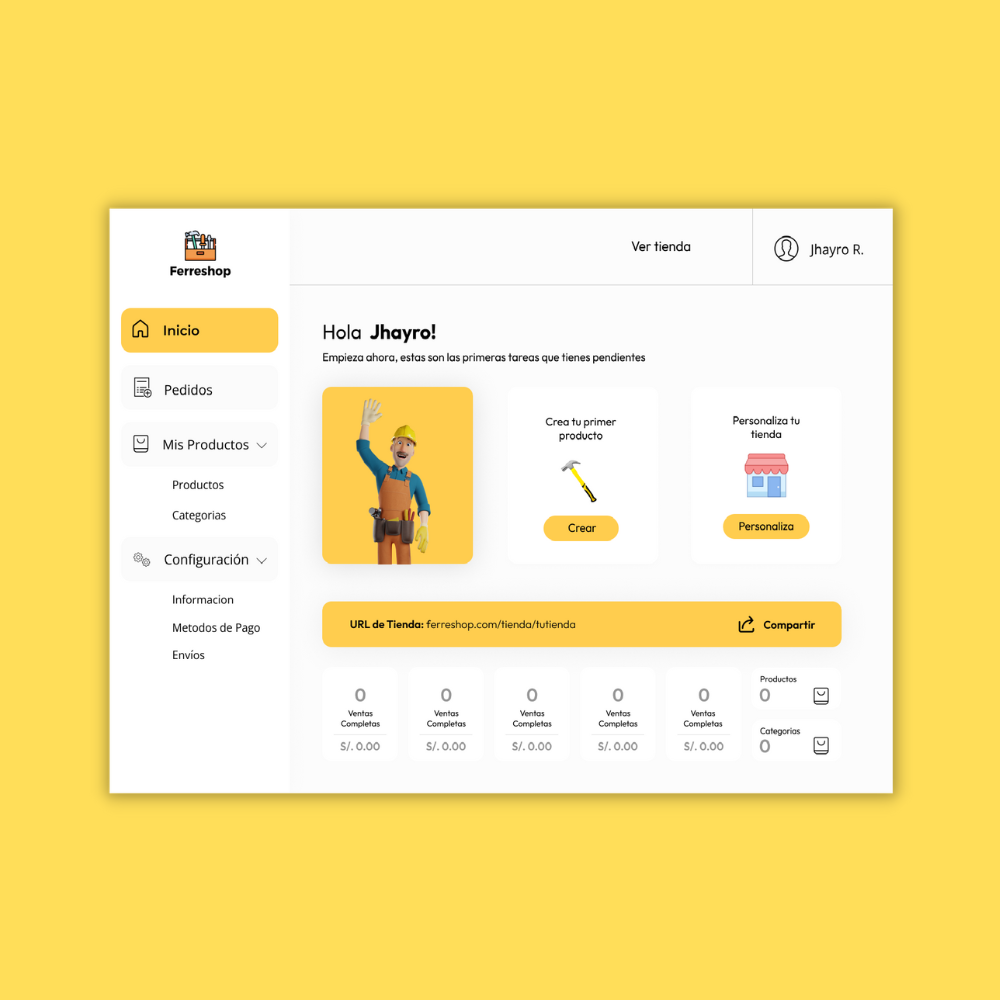 Ferreshop
Inicio
Pedidos
Mis Productos
Productos
Categorias
Configuración
Informacion
Metodos de Pago
Envíos
Ver tienda
Jhayro R.
Hola Jhayro!
Empieza ahora, estas son las primeras tareas que tienes pendientes
Crea tu primer
producto
Crear
Personaliza tu
tienda
Personaliza
URL de Tienda: ferreshop.com/tienda/tutienda
Compartir
0
Ventas
Completas
S/. 0.00
0
Ventas
Completas
S/. 0.00
0
Ventas
Completas
S/. 0.00
0
Ventas
Completas
S/. 0.00
0
Ventas
Completas
S/. 0.00
Productos
0
Categorias
0